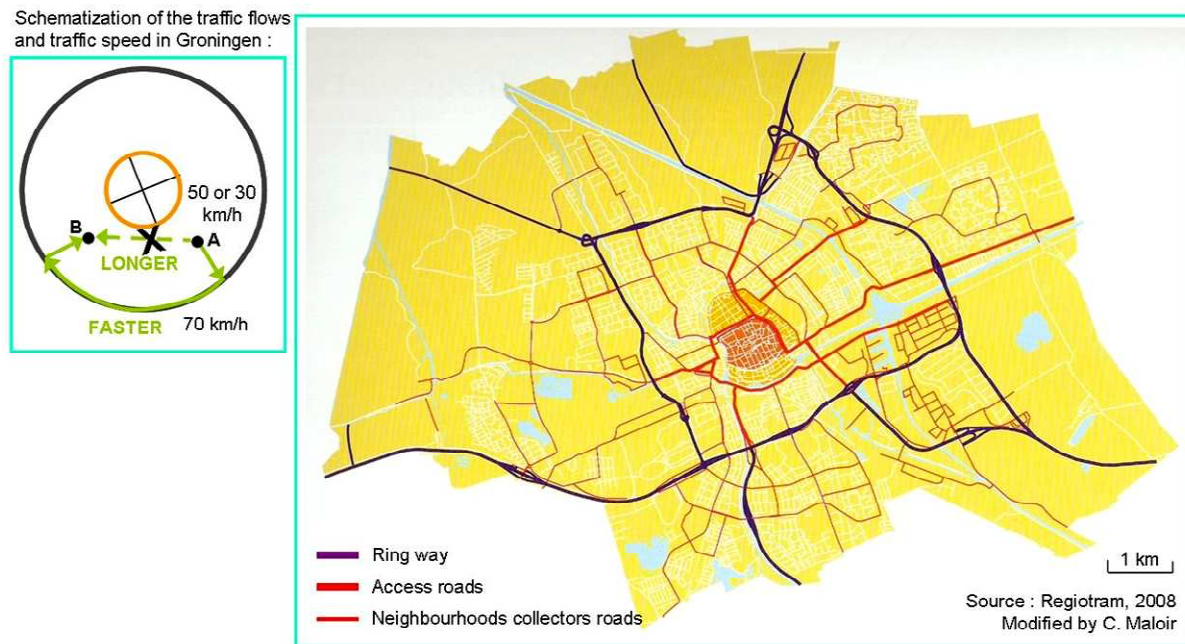 Schematization of the traffic flows
and traffic speed in Groningen :
50 or 30
km/h
B
A
LONGER
FASTER
70 km/h
Ring way
Access roads
Neighbourhoods collectors roads
1 km
Source : Regiotram, 2008
Modified by C. Maloir